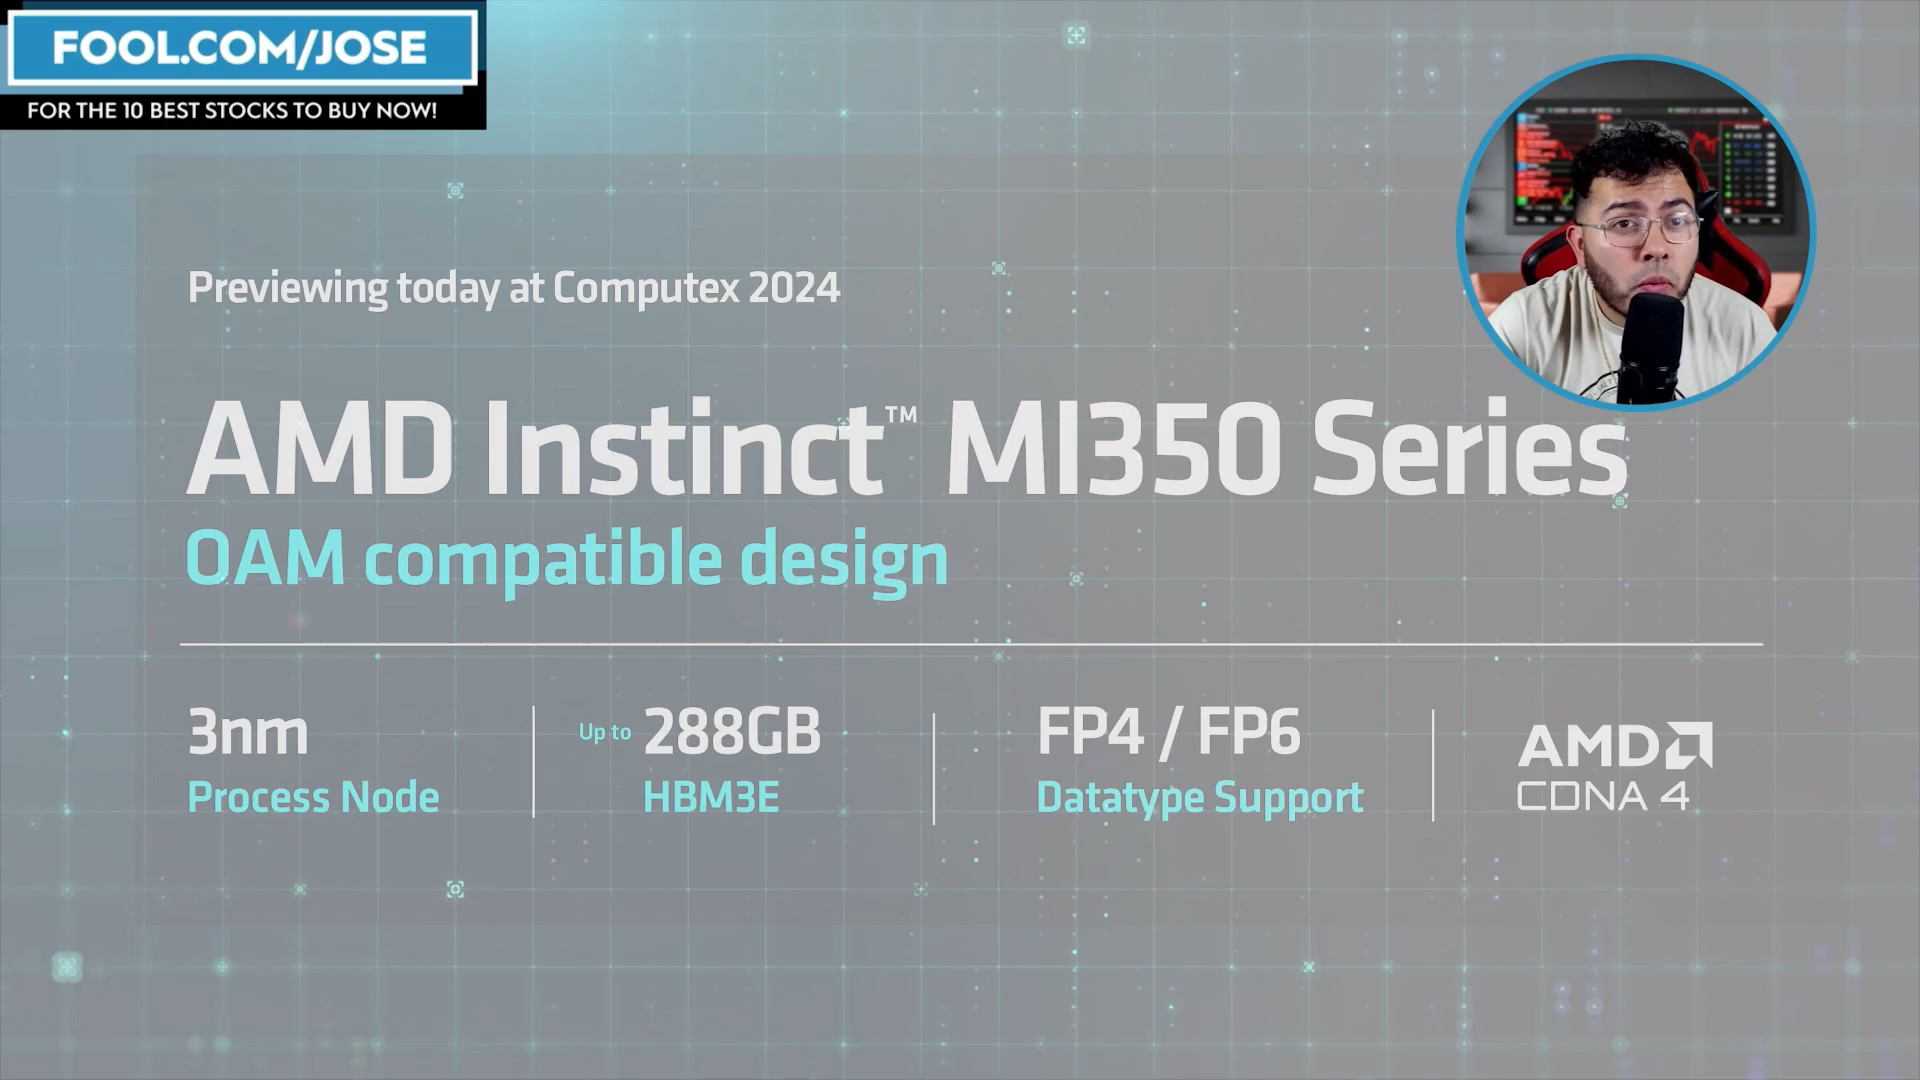 FOOL.COM/JOSE
FOR THE 10 BEST STOCKS TO BUY NOW!
Previewing today at Computex 2024
AMD Instinct™ MI350 Series
OAM compatible design
3nm
Process Node
Up to 288GB
HBM3E
FP4 / FP6
Datatype Support
AMD
CDNA 4